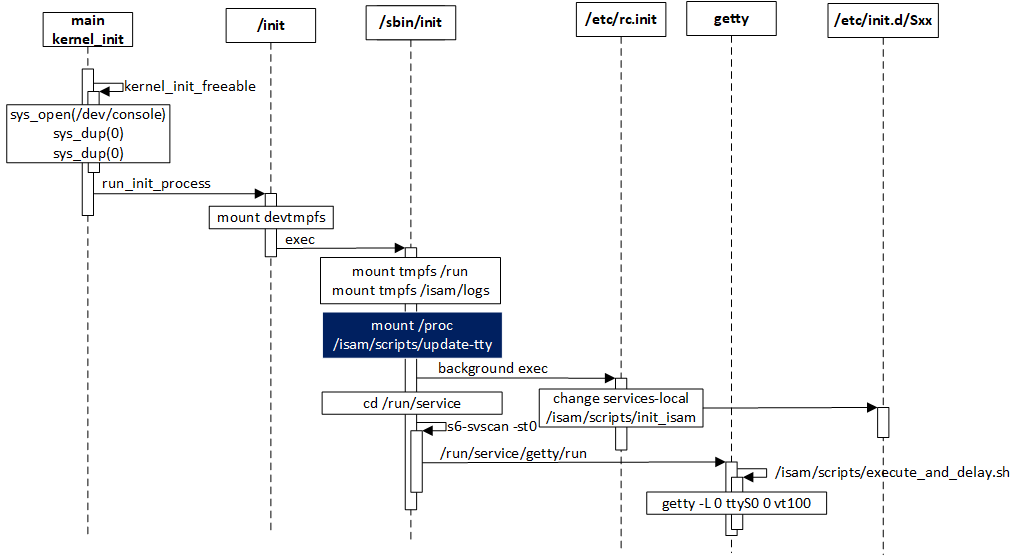 main
kernel_init
/init
/sbin/init
/etc/rc.init
getty
/etc/init.d/Sxx
kernel_init_freeable
sys_open(/dev/console)
sys_dup(0)
sys_dup(0)
run_init_process
mount devtmpfs
exec
mount tmpfs /run
mount tmpfs /isam/logs
mount /proc
/isam/scripts/update-tty
background exec
cd /run/service
change services-local
/isam/scripts/init_isam
s6-svscan -st0
/run/service/getty/run
/isam/scripts/execute_and_delay.sh
getty -L 0 ttyS0 0 vt100